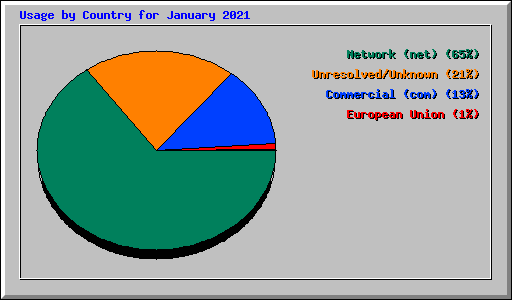 Usage by Country for January 2021
Network (net) (65%)
Unresolved/Unknown (21%)
Commercial (com) (13%)
European Union (1%)